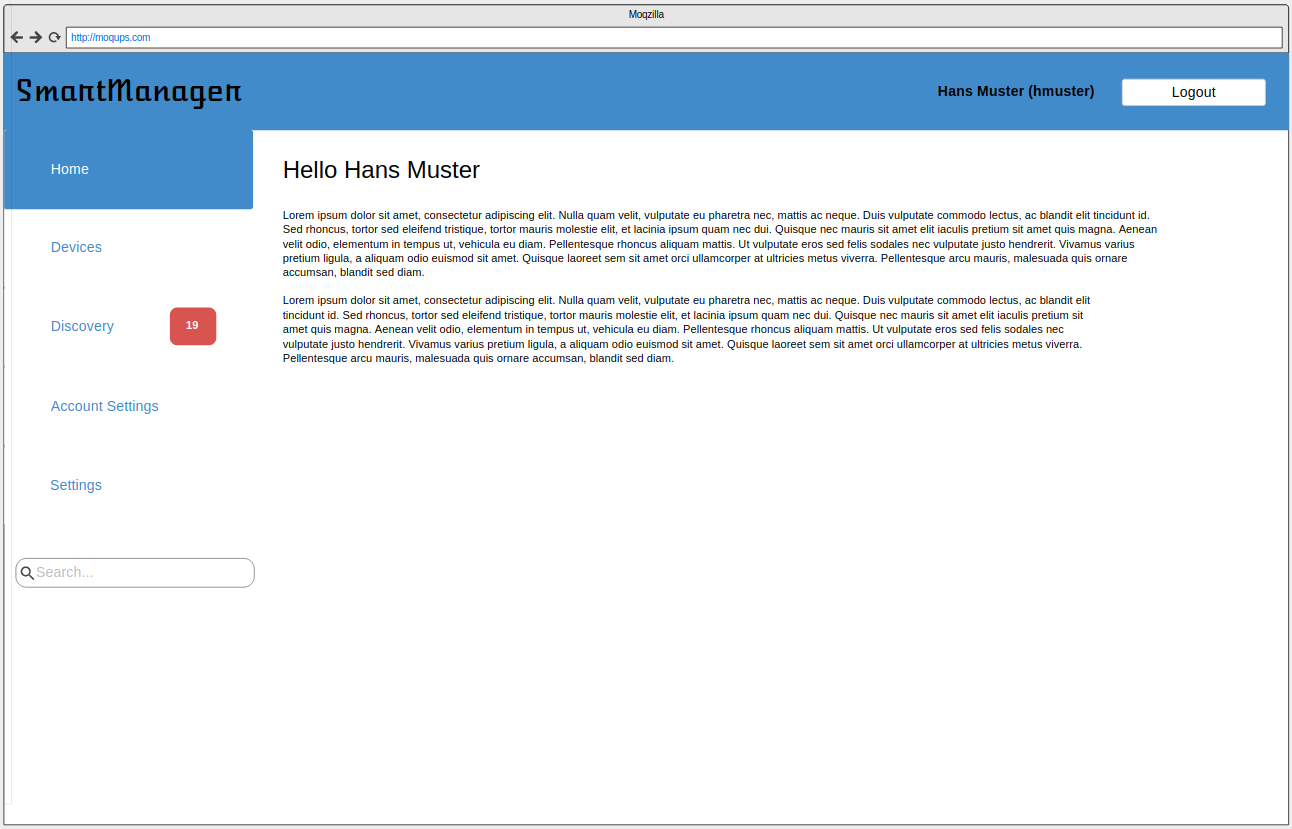 Moqzilla
http://moqups.com
SmartManager
Hans Muster (hmuster)
Logout
Home
Devices
Discovery
19
Account Settings
Settings
Search...
Hello Hans Muster
Lorem ipsum dolor sit amet, consectetur adipiscing elit. Nulla quam velit, vulputate eu pharetra nec, mattis ac neque. Duis vulputate commodo lectus, ac blandit elit tincidunt id.
Sed rhoncus, tortor sed eleifend tristique, tortor mauris molestie elit, et lacinia ipsum quam nec dui. Quisque nec mauris sit amet elit iaculis pretium sit amet quis magna. Aenean
velit odio, elementum in tempus ut, vehicula eu diam. Pellentesque rhoncus aliquam mattis. Ut vulputate eros sed felis sodales nec vulputate justo hendrerit. Vivamus varius
pretium ligula, a aliquam odio euismod sit amet. Quisque laoreet sem sit amet orci ullamcorper at ultricies metus viverra. Pellentesque arcu mauris, malesuada quis ornare
accumsan, blandit sed diam.
Lorem ipsum dolor sit amet, consectetur adipiscing elit. Nulla quam velit, vulputate eu pharetra nec, mattis ac neque. Duis vulputate commodo lectus, ac blandit elit
tincidunt id. Sed rhoncus, tortor sed eleifend tristique, tortor mauris molestie elit, et lacinia ipsum quam nec dui. Quisque nec mauris sit amet elit iaculis pretium sit
amet quis magna. Aenean velit odio, elementum in tempus ut, vehicula eu diam. Pellentesque rhoncus aliquam mattis. Ut vulputate eros sed felis sodales nec
vulputate justo hendrerit. Vivamus varius pretium ligula, a aliquam odio euismod sit amet. Quisque laoreet sem sit amet orci ullamcorper at ultricies metus viverra.
Pellentesque arcu mauris, malesuada quis ornare accumsan, blandit sed diam.